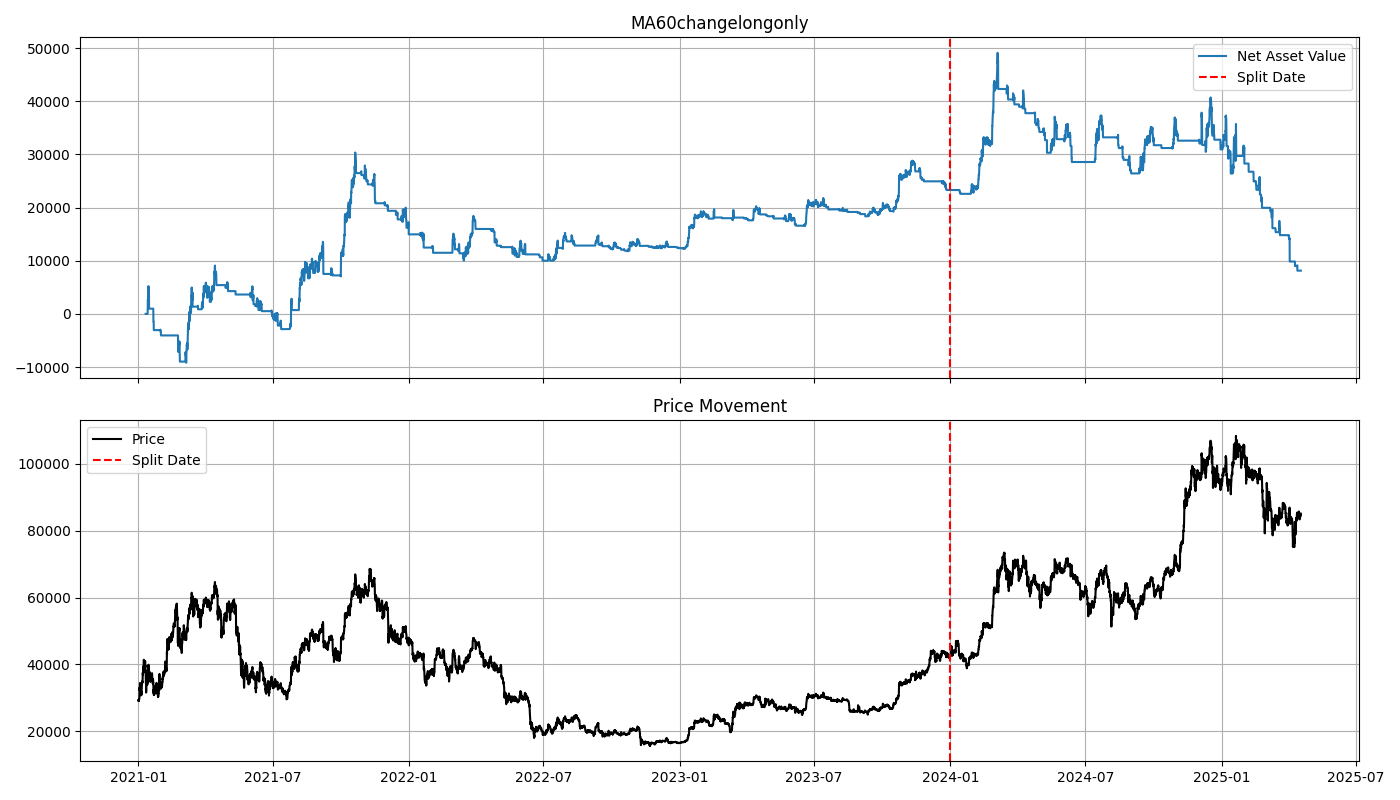 MA60changelongonly
50000
40000
30000
20000
10000
0
−10000
Net Asset Value
Split Date
Price Movement
100000
80000
60000
40000
20000
Price
Split Date
2021-01 2021-07 2022-01 2022-07 2023-01 2023-07 2024-01 2024-07 2025-01 2025-07